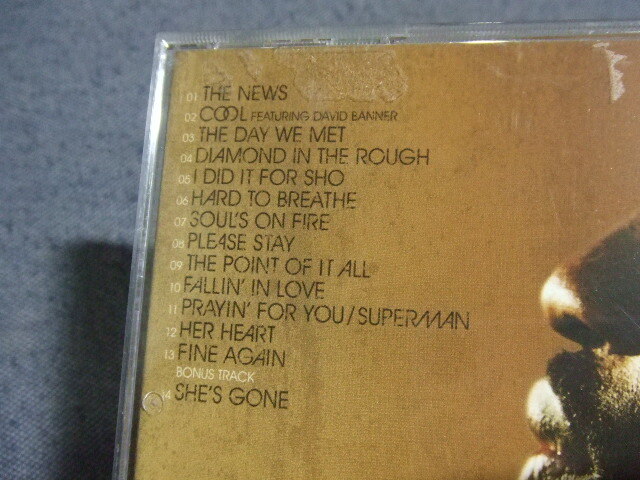 01 THE NEWS
02 COOL FEATURING DAVID BANNER
03 THE DAY WE MET
04 DIAMOND IN THE ROUGH
05 I DID IT FOR SHO
06 HARD TO BREATHE
07 SOUL'S ON FIRE
08 PLEASE STAY
09 THE POINT OF IT ALL
10 FALLIN' IN LOVE
11 PRAYIN' FOR YOU/SUPERMAN
12 HER HEART
13 FINE AGAIN
BONUS TRACK
14 SHE'S GONE